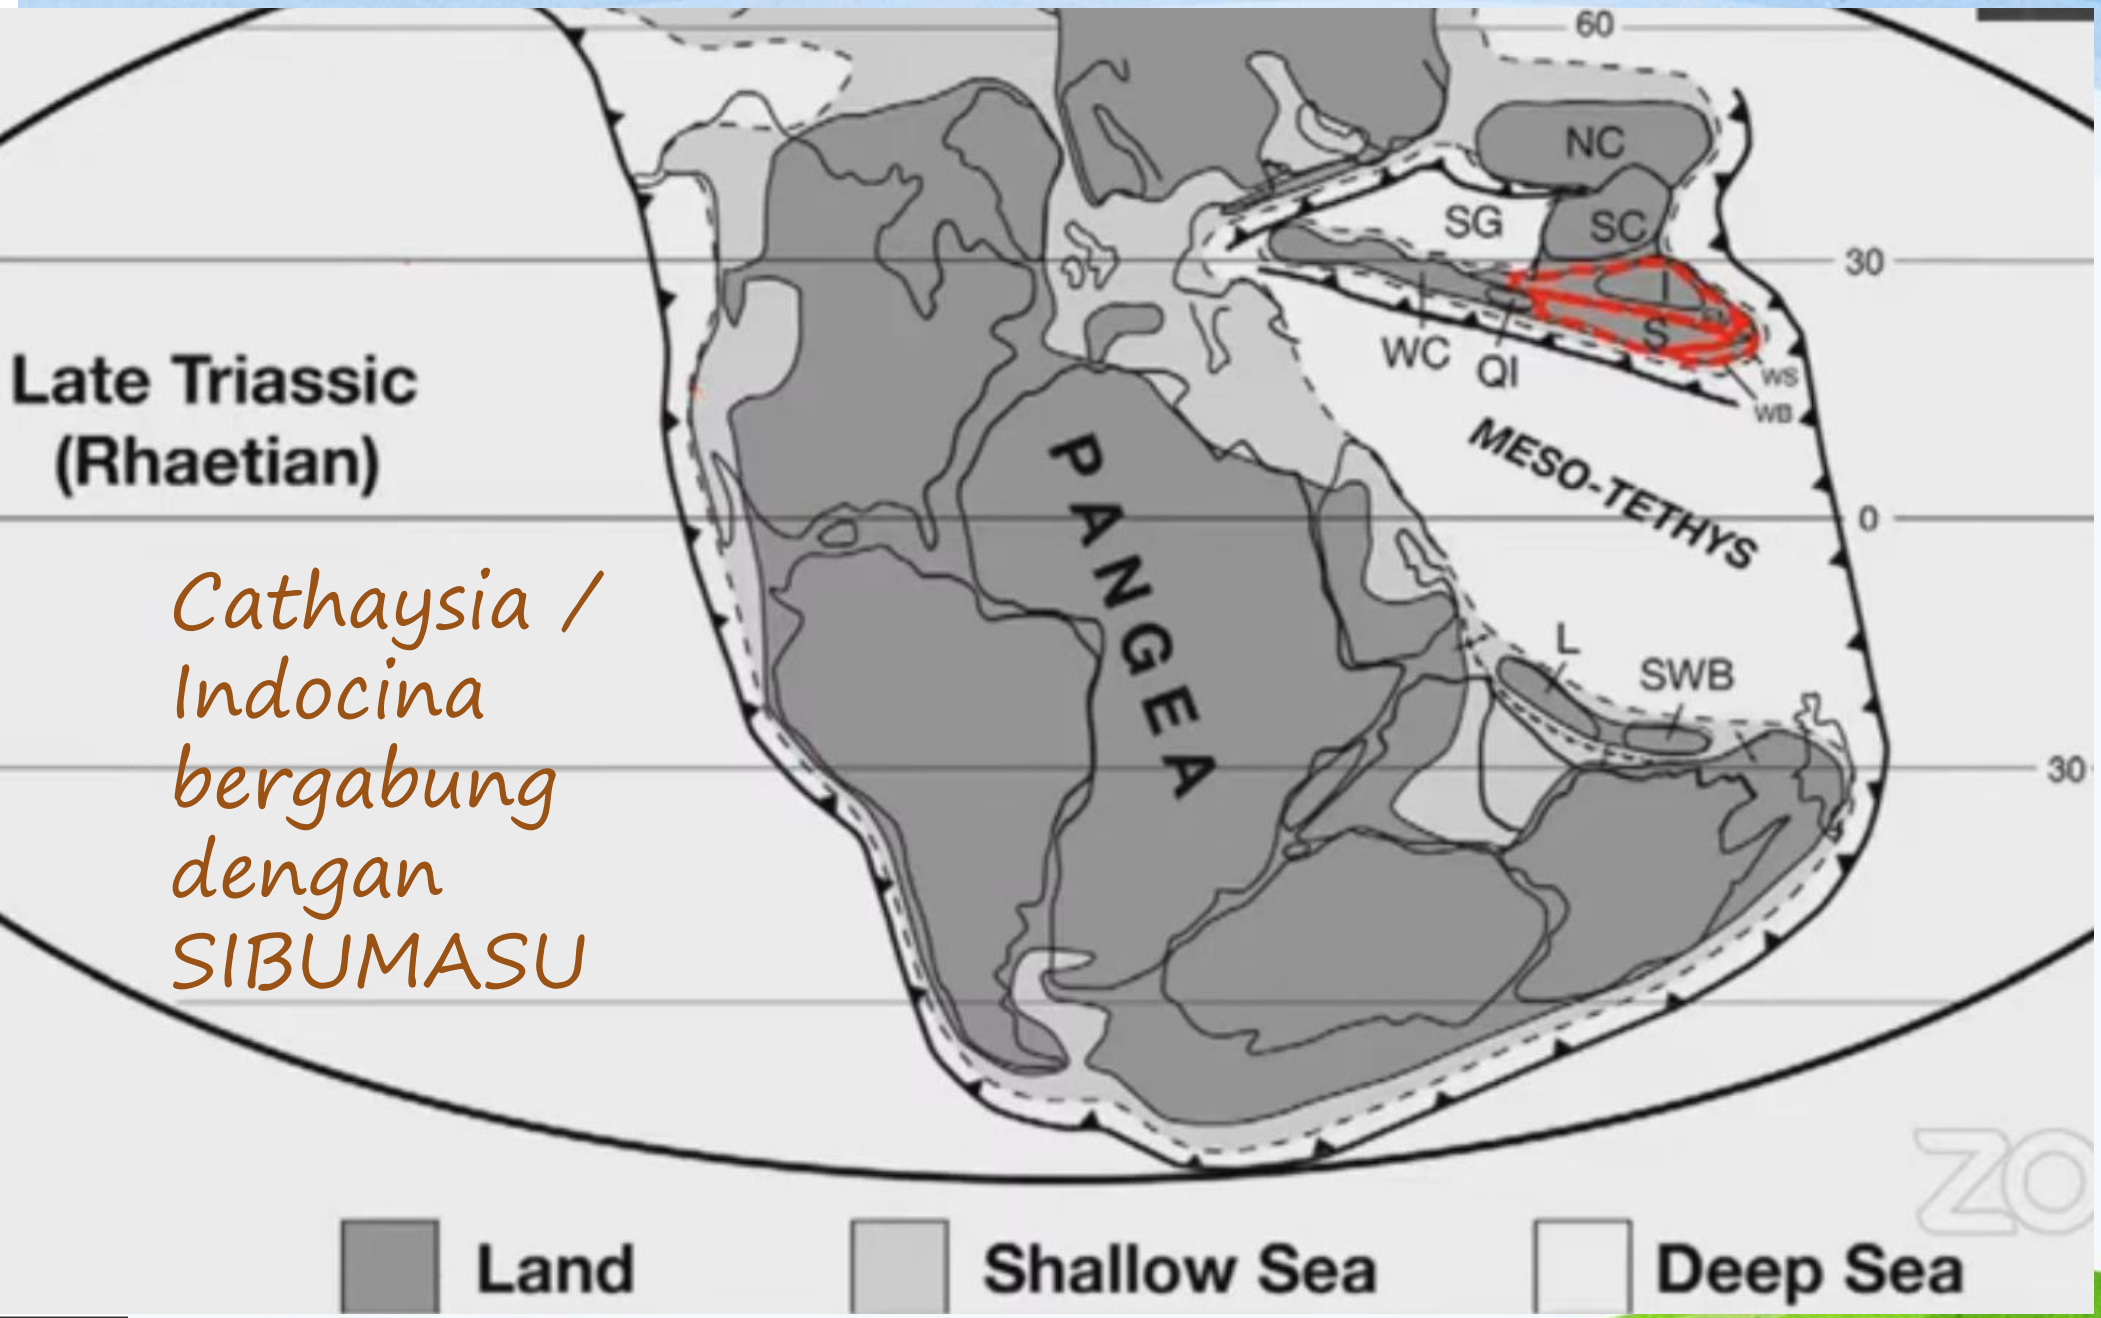 60
NC
SG
SC
30
I
S
WC
QI
WS
WB
Late Triassic
(Rhaetian)
MESO-TETHYS
PANGEA
0
Cathaysia /
Indocina
bergabung
dengan
SIBUMASU
L
SWB
30
ZO
Land
Shallow Sea
Deep Sea